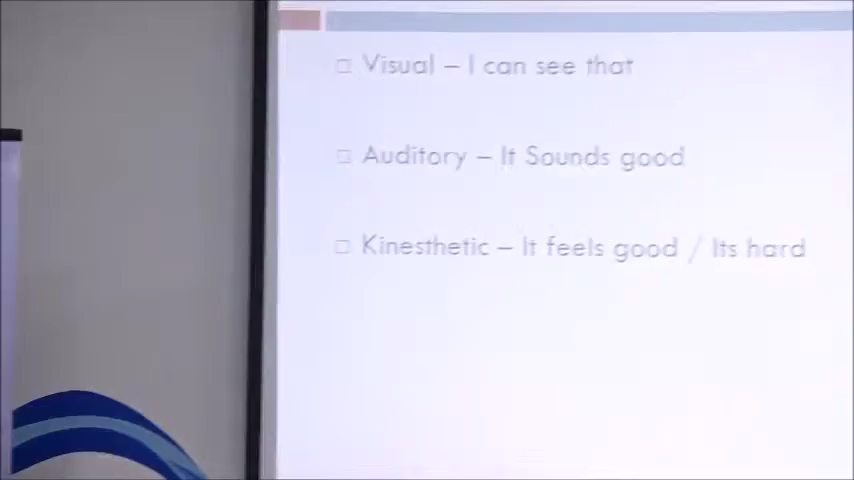 Visual – I can see that
Auditory – It Sounds good
Kinesthetic – It feels good / Its hard